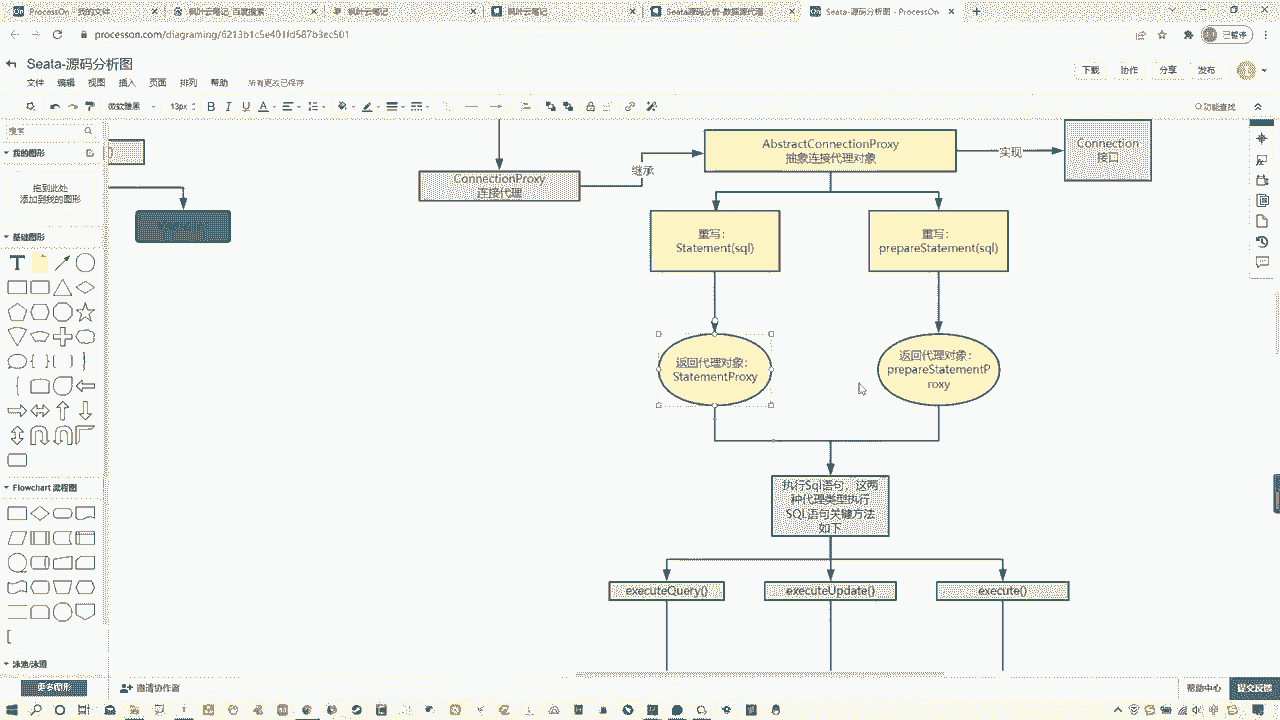 ProcessOn - 我的文件
枫叶云笔记_百度搜索
枫叶云笔记
枫叶云笔记
Seata源码分析-数据源代理
Seata-源码分析图 - ProcessOn
processon.com/diagraming/6213b1c5e401fd587b3ec501
已暂停
Seata-源码分析图
文件
编辑
视图
插入
页面
排列
帮助
所有更改已保存
下载
协作
分享
发布
微软雅黑
13px
功能查找
搜索
我的图形
拖到此处
添加到我的图形
基础图形
Flowchart 流程图
泳池/泳道
更多图形
邀请协作者
帮助中心
提交反馈
ConnectionProxy
连接代理
继承
AbstractConnectionProxy
抽象连接代理对象
实现
Connection
接口
重写:
Statement(sql)
重写:
prepareStatement(sql)
返回代理对象:
StatementProxy
返回代理对象:
prepareStatementP
roxy
执行Sql语句，这两
种代理类型执行
SQL语句关键方法
如下
executeQuery()
executeUpdate()
execute()